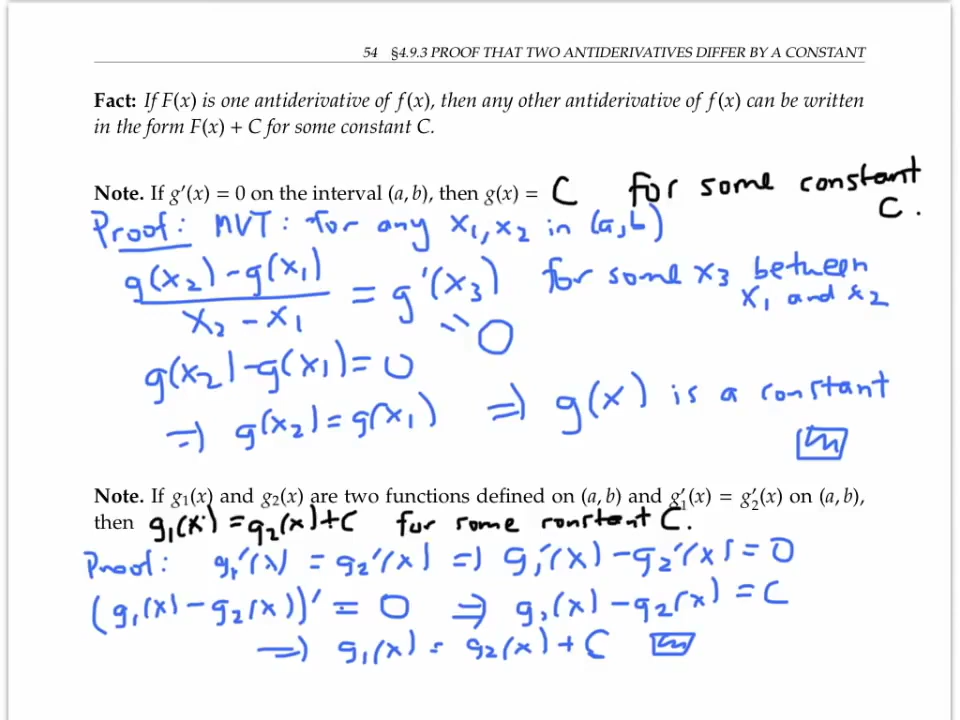 54 §4.9.3 PROOF THAT TWO ANTIDERIVATIVES DIFFER BY A CONSTANT
Fact: If F(x) is one antiderivative of f(x), then any other antiderivative of f(x) can be written
in the form F(x) + C for some constant C.
Note. If g′(x) = 0 on the interval (a, b), then g(x) = C for some constant
C.
Proof: MVT: for any x₁, x₂ in (a, b)
g(x₂) - g(x₁) / x₂ - x₁ = g'(x₃) for some x₃ between
x₁ and x₂
= 0
g(x₂) - g(x₁) = 0
⇒ g(x₂) = g(x₁) ⇒ g(x) is a constant
Note. If g₁(x) and g₂(x) are two functions defined on (a, b) and g₁′(x) = g₂′(x) on (a, b),
then g₁(x) = g₂(x) + C for some constant C.
Proof: g₁'(x) = g₂'(x) ⇒ g₁'(x) - g₂'(x) = 0
(g₁(x) - g₂(x))' = 0 ⇒ g₁(x) - g₂(x) = C
⇒ g₁(x) = g₂(x) + C